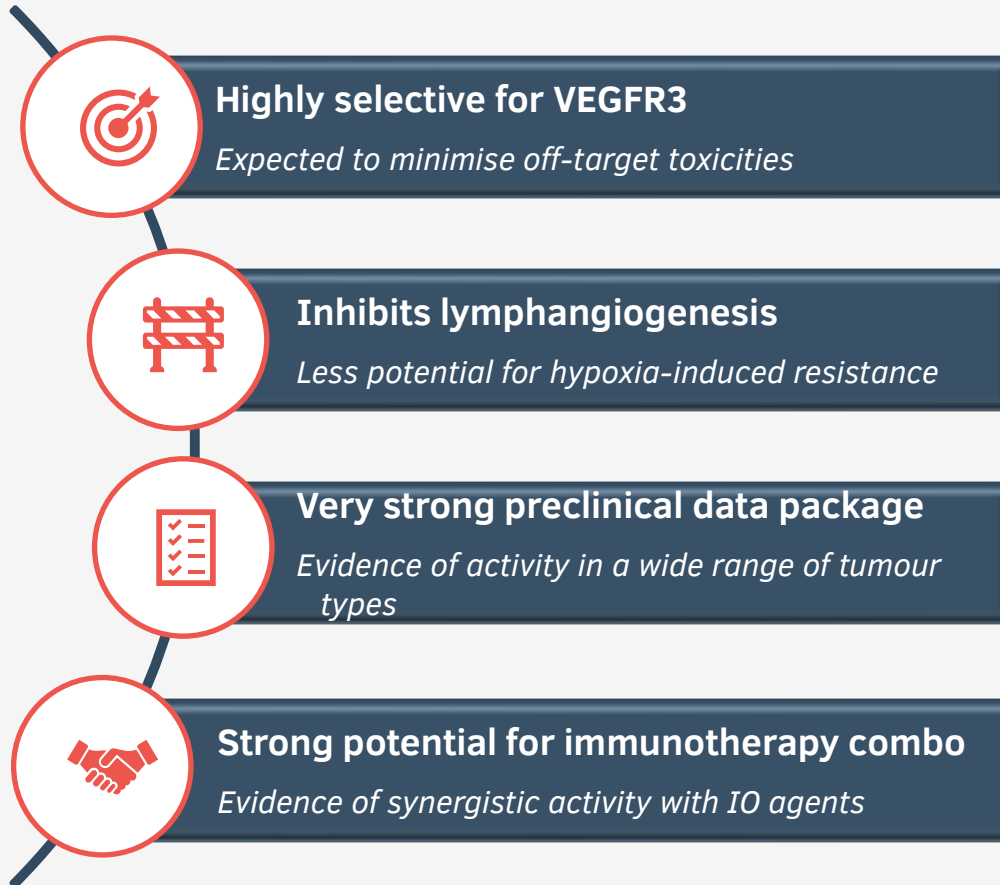 Highly selective for VEGFR3
Expected to minimise off-target toxicities
Inhibits lymphangiogenesis
Less potential for hypoxia-induced resistance
Very strong preclinical data package
Evidence of activity in a wide range of tumour
types
Strong potential for immunotherapy combo
Evidence of synergistic activity with IO agents